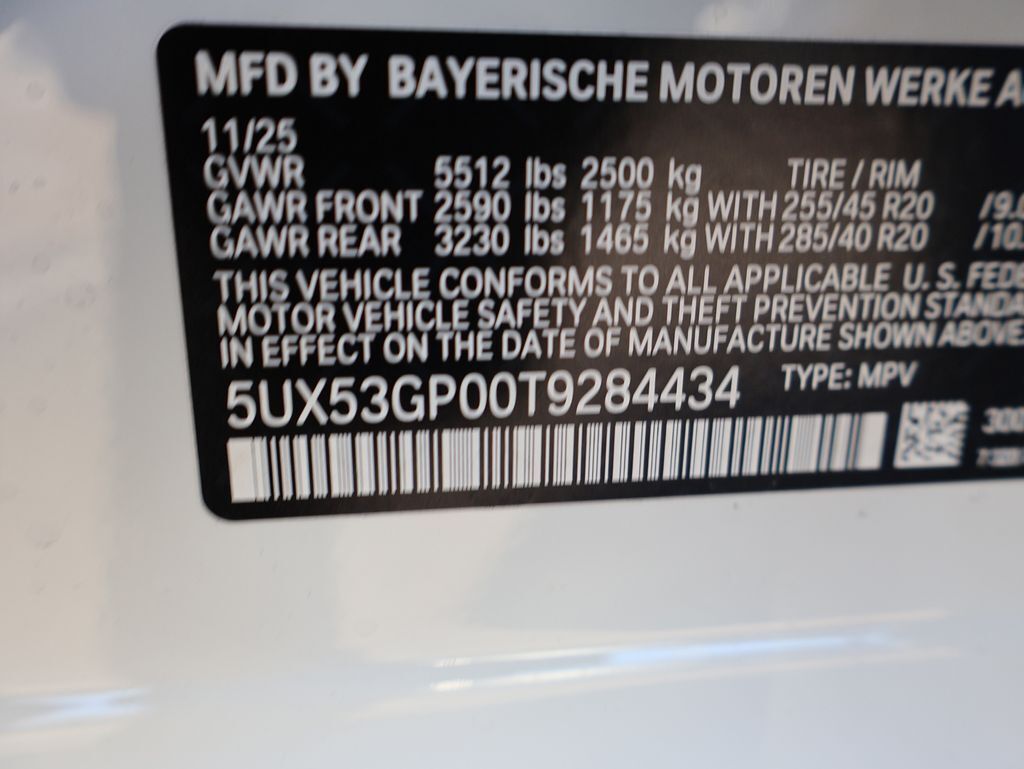 MFD BY BAYERISCHE MOTOREN WERKE A
11/25
GVWR 5512 lbs 2500 kg TIRE / RIM
GAWR FRONT 2590 lbs 1175 kg WITH 255/45 R20
GAWR REAR 3230 lbs 1465 kg WITH 285/40 R20
THIS VEHICLE CONFORMS TO ALL APPLICABLE U. S. FEDE
MOTOR VEHICLE SAFETY AND THEFT PREVENTION STANDA
IN EFFECT ON THE DATE OF MANUFACTURE SHOWN ABOVE.
5UX53GP00T9284434 TYPE: MPV